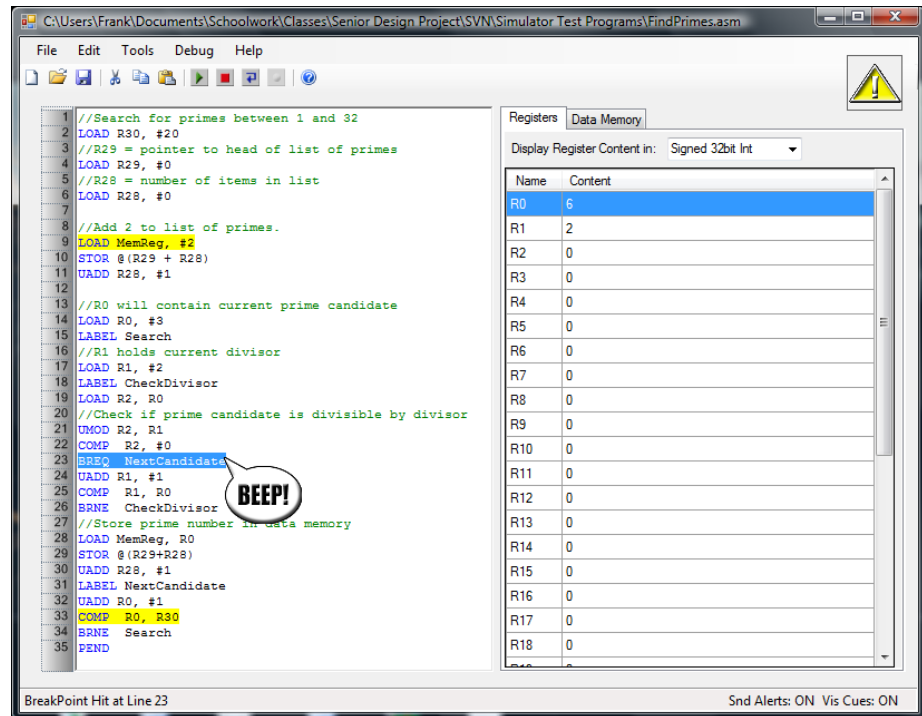 C:\Users\Frank\Documents\Schoolwork\Classes\Senior Design Project\SVN\Simulator Test Programs\FindPrimes.asm
File Edit Tools Debug Help
1 //Search for primes between 1 and 32
2 LOAD R30, #20
3 //R29 = pointer to head of list of primes
4 LOAD R29, #0
5 //R28 = number of items in list
6 LOAD R28, #0
7
8 //Add 2 to list of primes.
9 LOAD MemReg, #2
10 STOR @(R29 + R28)
11 UADD R28, #1
12
13 //R0 will contain current prime candidate
14 LOAD R0, #3
15 LABEL Search
16 //R1 holds current divisor
17 LOAD R1, #2
18 LABEL CheckDivisor
19 LOAD R2, R0
20 //Check if prime candidate is divisible by divisor
21 UMOD R2, R1
22 COMP R2, #0
23 BREQ NextCandidate
24 UADD R1, #1
25 COMP R1, R0
26 BRNE CheckDivisor
27 //Store prime number in data memory
28 LOAD MemReg, R0
29 STOR @(R29+R28)
30 UADD R28, #1
31 LABEL NextCandidate
32 UADD R0, #1
33 COMP R0, R30
34 BRNE Search
35 PEND
BEEP!
Registers Data Memory
Display Register Content in: Signed 32bit Int
Name Content
R0 6
R1 2
R2 0
R3 0
R4 0
R5 0
R6 0
R7 0
R8 0
R9 0
R10 0
R11 0
R12 0
R13 0
R14 0
R15 0
R16 0
R17 0
R18 0
BreakPoint Hit at Line 23
Snd Alerts: ON Vis Cues: ON